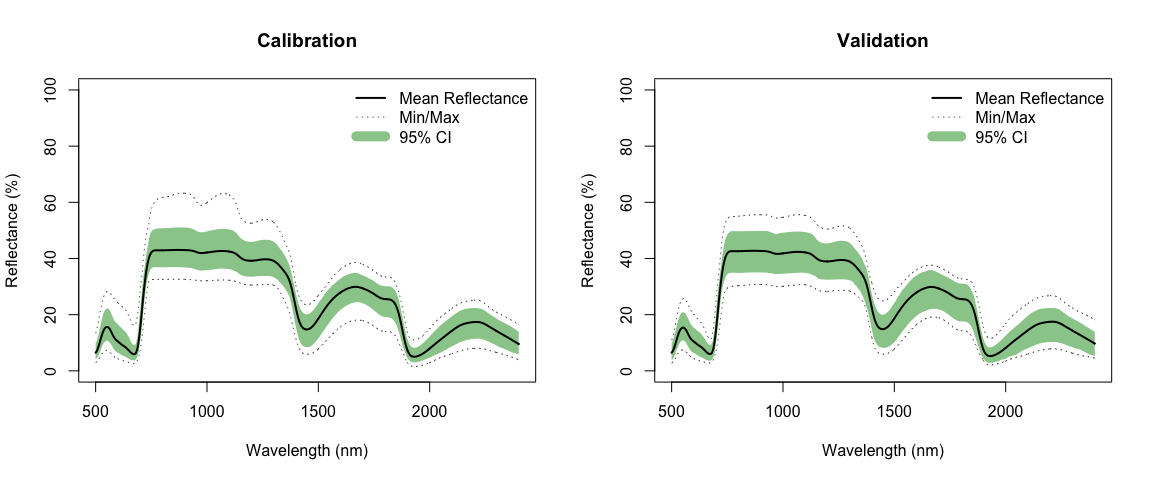 Calibration
Reflectance (%)
100
80
60
40
20
0
Mean Reflectance
Min/Max
95% CI
500 1000 1500 2000
Wavelength (nm)
Validation
Reflectance (%)
100
80
60
40
20
0
Mean Reflectance
Min/Max
95% CI
500 1000 1500 2000
Wavelength (nm)